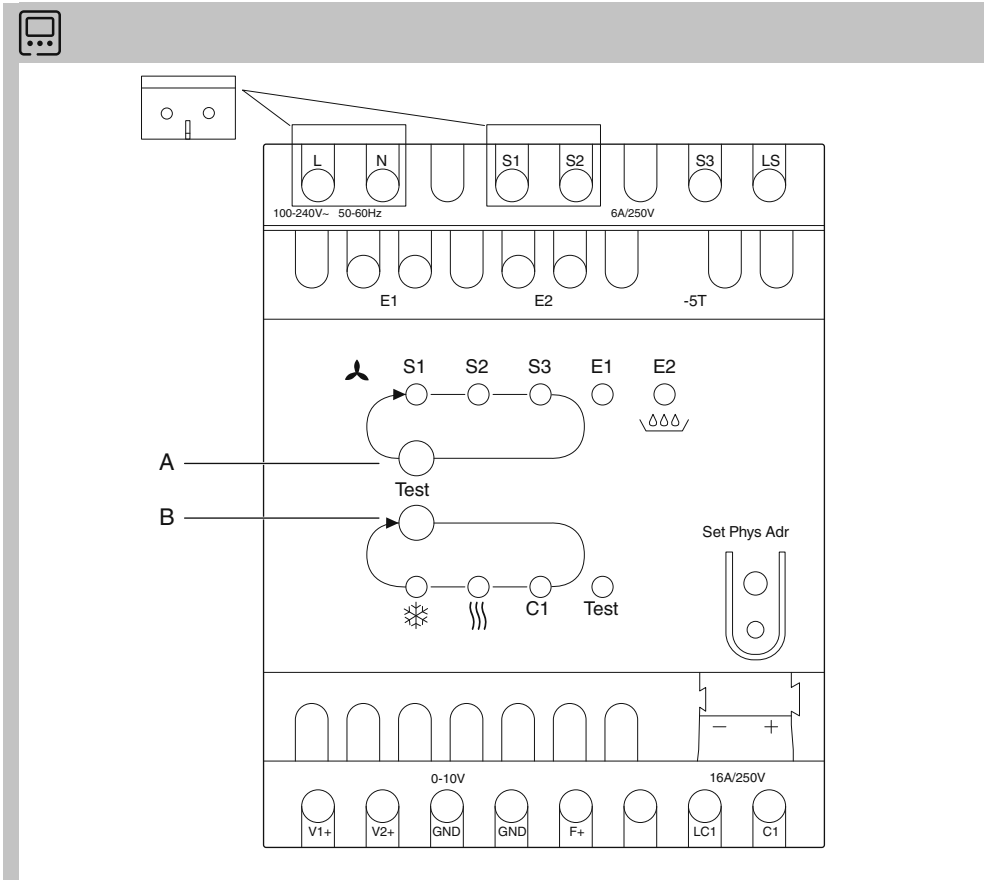 L N S1 S2 S3 LS
100-240V~ 50-60Hz 6A/250V
E1 E2 -5T
S1 S2 S3 E1 E2
A
Test
B
Set Phys Adr
C1 Test
− +
0-10V 16A/250V
V1+ V2+ GND GND F+ LC1 C1